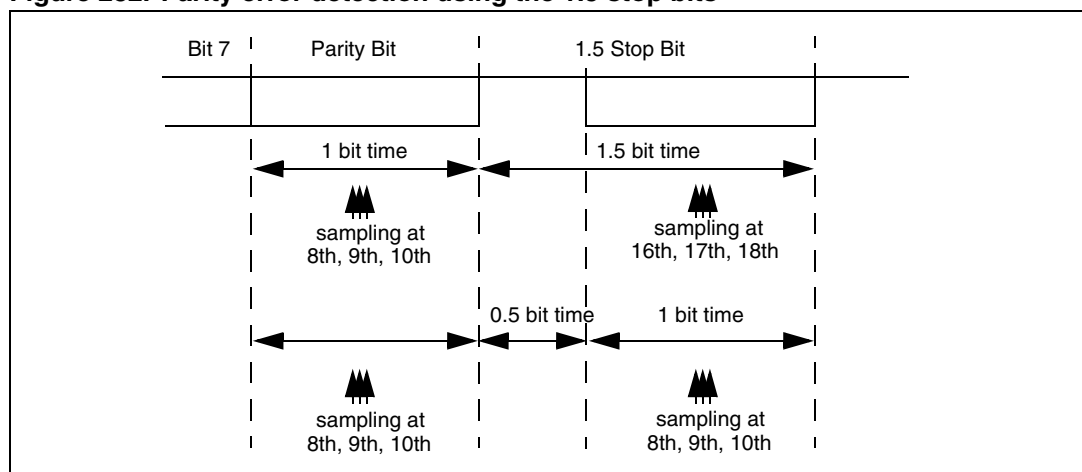 Figure Parity error detection using the 1.5 stop bits
Bit 7 Parity Bit 1.5 Stop Bit
1 bit time 1.5 bit time
sampling at
8th, 9th, 10th
sampling at
16th, 17th, 18th
0.5 bit time 1 bit time
sampling at
8th, 9th, 10th
sampling at
8th, 9th, 10th